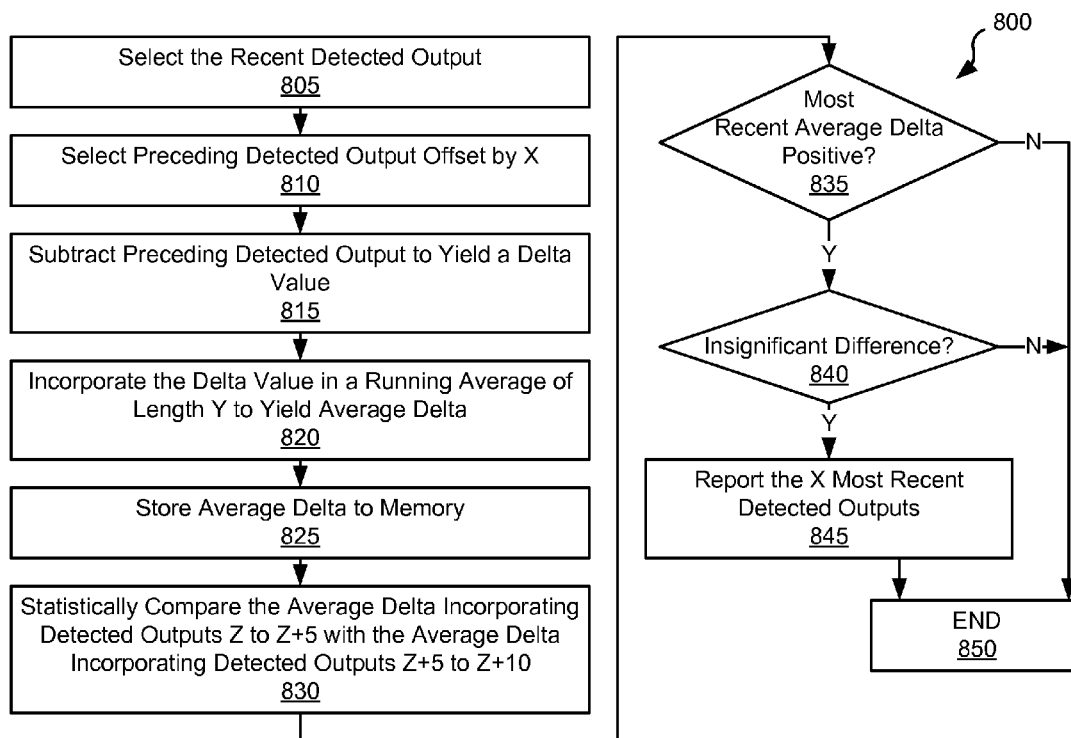 Select the Recent Detected Output
805
Select Preceding Detected Output Offset by X
810
Subtract Preceding Detected Output to Yield a Delta
Value
815
Incorporate the Delta Value in a Running Average of
Length Y to Yield Average Delta
820
Store Average Delta to Memory
825
Statistically Compare the Average Delta Incorporating
Detected Outputs Z to Z+5 with the Average Delta
Incorporating Detected Outputs Z+5 to Z+10
830
800
Most
Recent Average Delta
Positive?
835
N
Y
Insignificant Difference?
840
N
Y
Report the X Most Recent
Detected Outputs
845
END
850